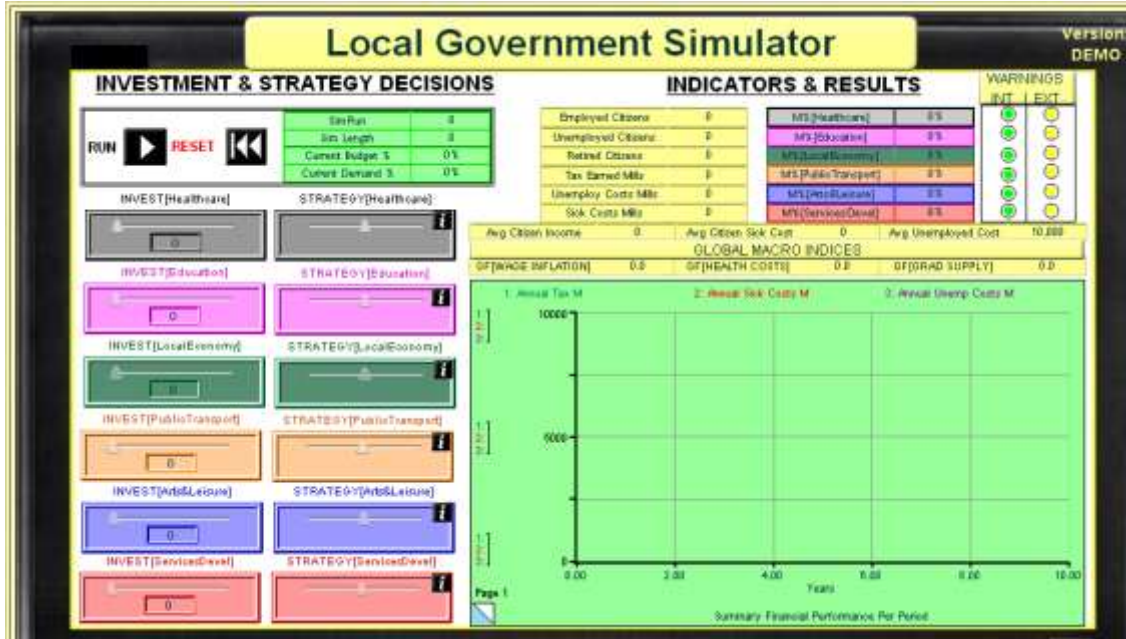 Local Government Simulator
Version:
DEMO
INVESTMENT & STRATEGY DECISIONS
INDICATORS & RESULTS
WARNINGS
INT EXT
RUN
RESET
Sim Run 0
Sim Length 0
Current Budget % 0%
Current Demand % 0%
Employed Citizens 0
Unemployed Citizens 0
Retired Citizens 0
Tax Earned Mills 0
Unemploy Costs Mills 0
Sick Costs Mills 0
M%[Healthcare] 0%
M%[Education] 0%
M%[LocalEconomy] 0%
M%[PublicTransport] 0%
M%[Arts&Leisure] 0%
M%[ServicesDevel] 0%
Avg Citizen Income 0 Avg Citizen Sick Cost 0 Avg Unemployed Cost 10,000
GLOBAL MACRO INDICES
GF[WAGE INFLATION] 0.0 GF[HEALTH COSTS] 0.0 GF[GRAD SUPPLY] 0.0
INVEST[Healthcare] STRATEGY[Healthcare]
0
INVEST[Education] STRATEGY[Education]
0
INVEST[LocalEconomy] STRATEGY[LocalEconomy]
0
INVEST[PublicTransport] STRATEGY[PublicTransport]
0
INVEST[Arts&Leisure] STRATEGY[Arts&Leisure]
0
INVEST[ServicesDevel] STRATEGY[ServicesDevel]
0
1: Annual Tax M 2: Annual Sick Costs M 3: Annual Unemp Costs M
10000
5000
0
0.00 2.00 4.00 6.00 8.00 10.00
Page 1
Years
Summary Financial Performance Per Period